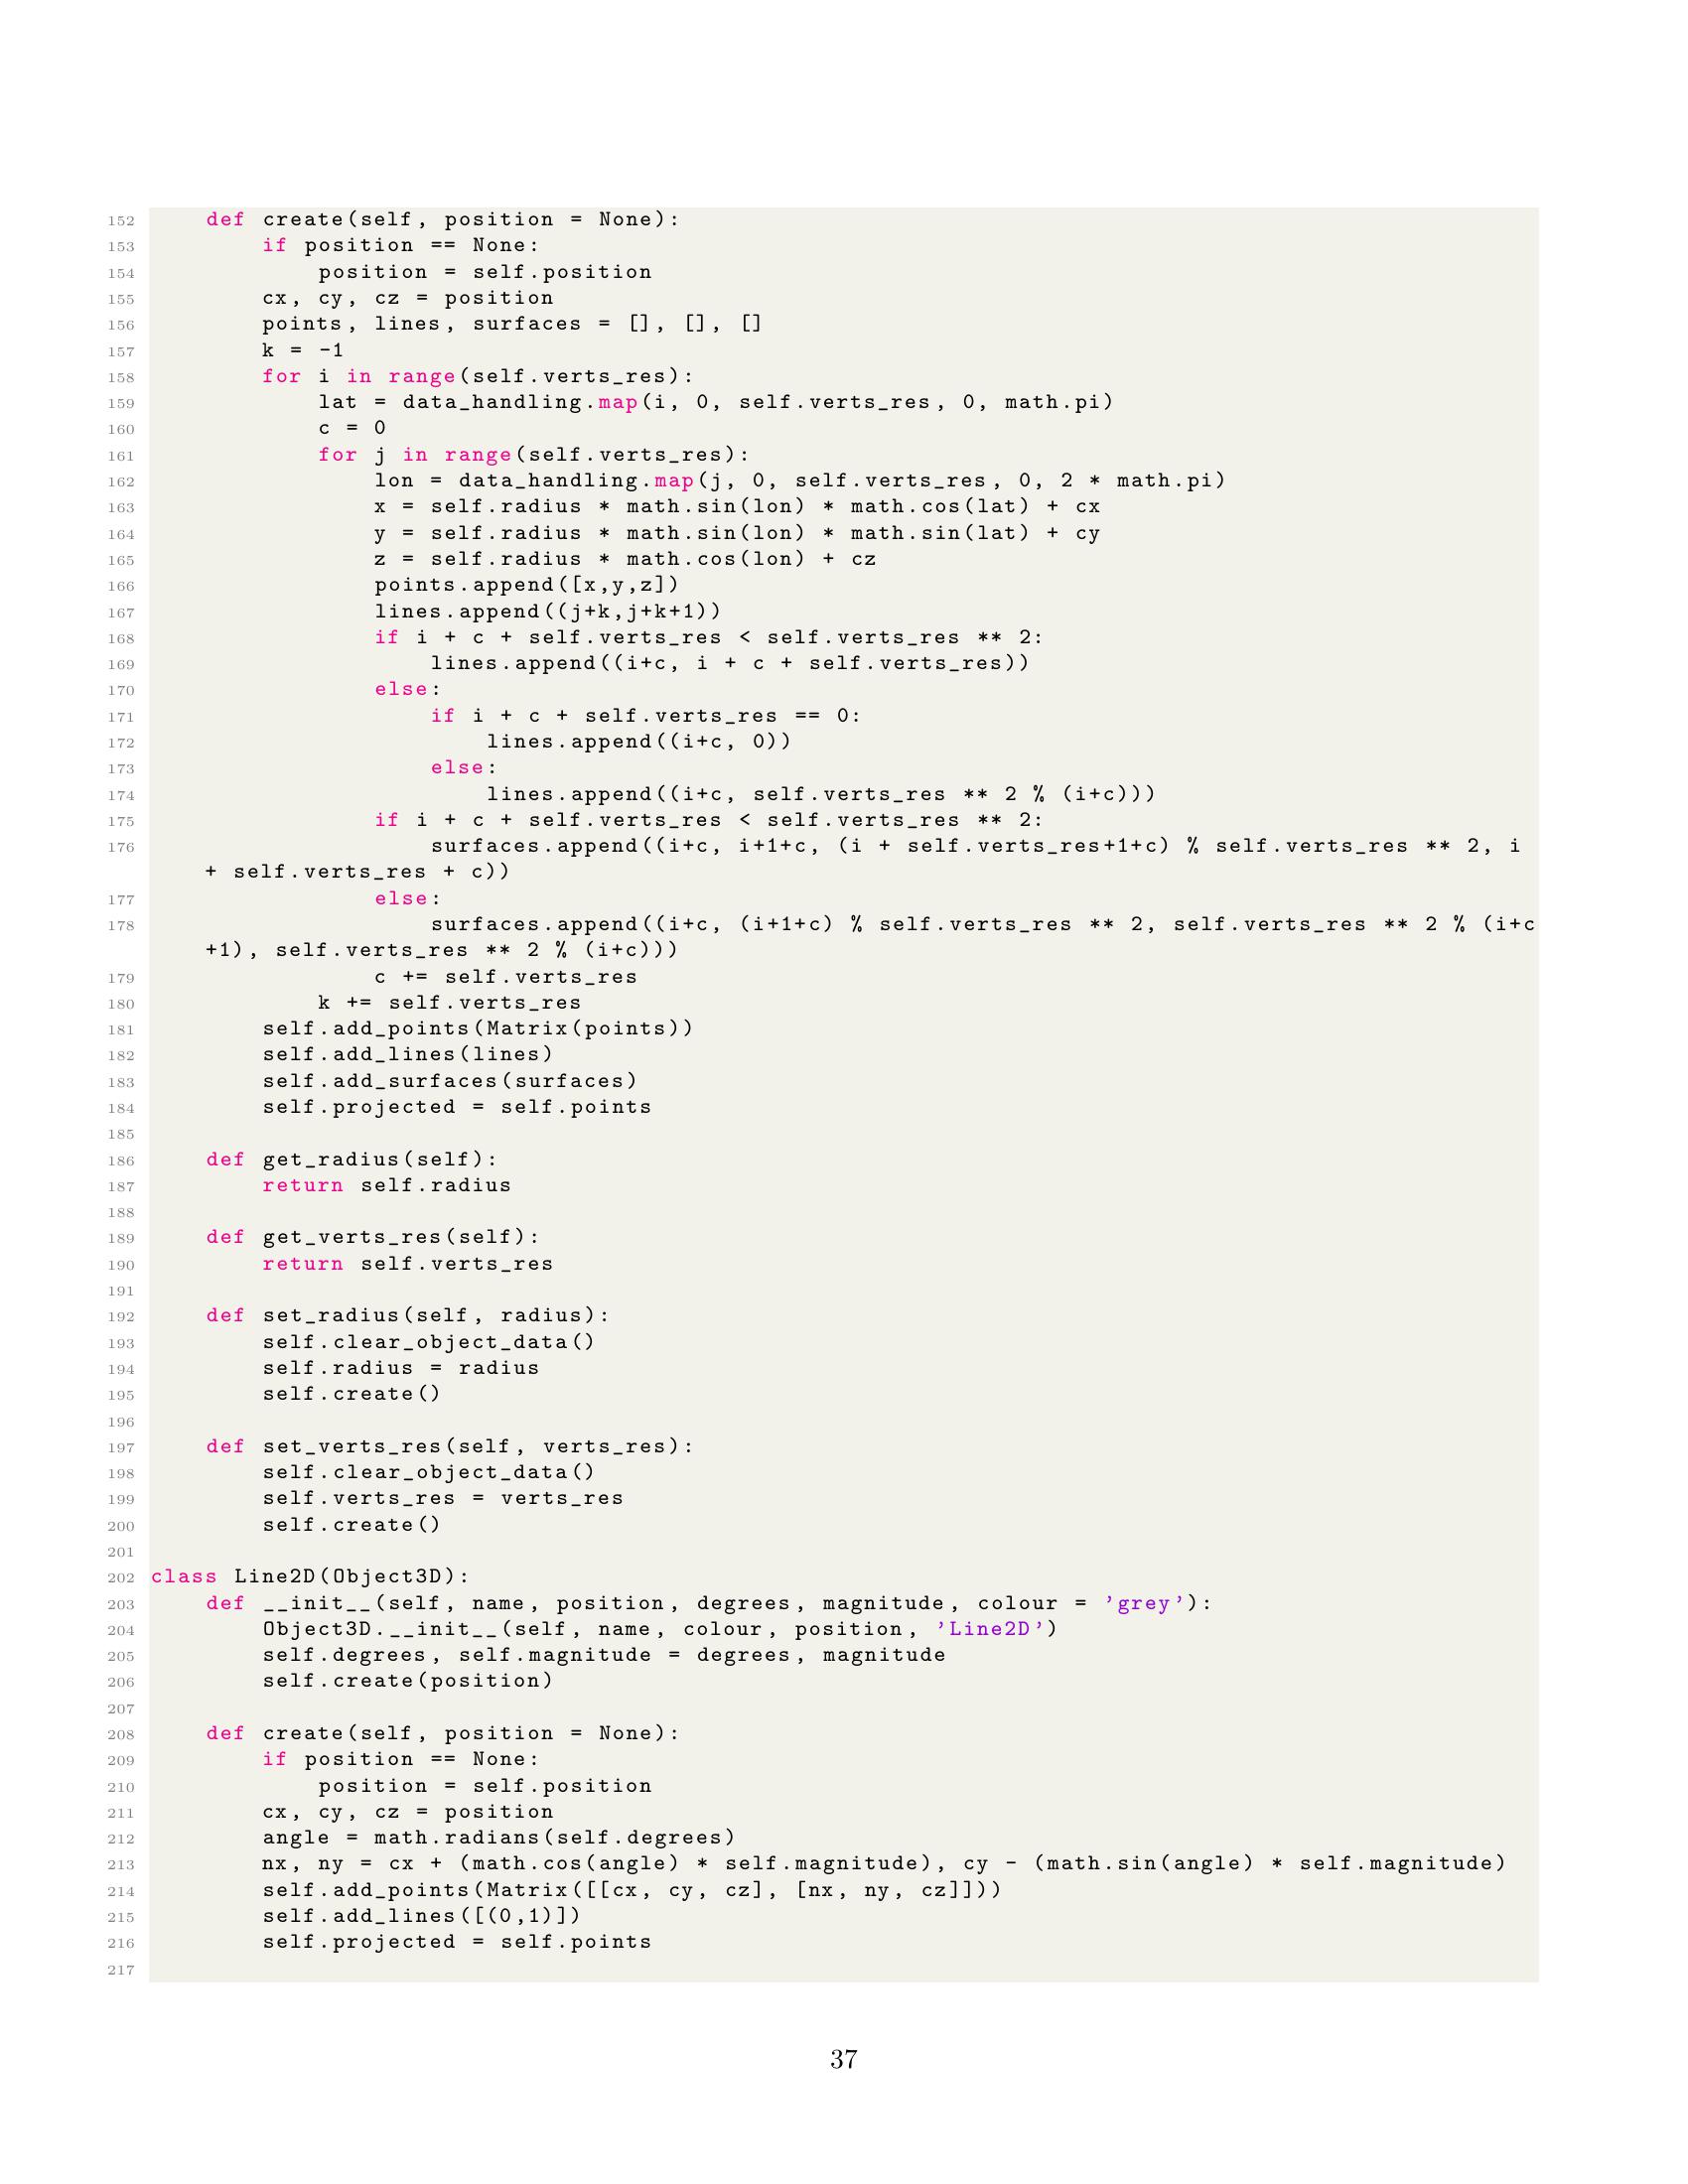 152     def create(self, position = None):
153         if position == None:
154             position = self.position
155         cx, cy, cz = position
156         points, lines, surfaces = [], [], []
157         k = -1
158         for i in range(self.verts_res):
159             lat = data_handling.map(i, 0, self.verts_res, 0, math.pi)
160             c = 0
161             for j in range(self.verts_res):
162                 lon = data_handling.map(j, 0, self.verts_res, 0, 2 * math.pi)
163                 x = self.radius * math.sin(lon) * math.cos(lat) + cx
164                 y = self.radius * math.sin(lon) * math.sin(lat) + cy
165                 z = self.radius * math.cos(lon) + cz
166                 points.append([x,y,z])
167                 lines.append((j+k,j+k+1))
168                 if i + c + self.verts_res < self.verts_res ** 2:
169                     lines.append((i+c, i + c + self.verts_res))
170                 else:
171                     if i + c + self.verts_res == 0:
172                         lines.append((i+c, 0))
173                     else:
174                         lines.append((i+c, self.verts_res ** 2 % (i+c)))
175                 if i + c + self.verts_res < self.verts_res ** 2:
176                     surfaces.append((i+c, i+1+c, (i + self.verts_res+1+c) % self.verts_res ** 2, i
        + self.verts_res + c))
177                 else:
178                     surfaces.append((i+c, (i+1+c) % self.verts_res ** 2, self.verts_res ** 2 % (i+c
        +1), self.verts_res ** 2 % (i+c)))
179                 c += self.verts_res
180             k += self.verts_res
181         self.add_points(Matrix(points))
182         self.add_lines(lines)
183         self.add_surfaces(surfaces)
184         self.projected = self.points
185
186     def get_radius(self):
187         return self.radius
188
189     def get_verts_res(self):
190         return self.verts_res
191
192     def set_radius(self, radius):
193         self.clear_object_data()
194         self.radius = radius
195         self.create()
196
197     def set_verts_res(self, verts_res):
198         self.clear_object_data()
199         self.verts_res = verts_res
200         self.create()
201
202 class Line2D(Object3D):
203     def __init__(self, name, position, degrees, magnitude, colour = 'grey'):
204         Object3D.__init__(self, name, colour, position, 'Line2D')
205         self.degrees, self.magnitude = degrees, magnitude
206         self.create(position)
207
208     def create(self, position = None):
209         if position == None:
210             position = self.position
211         cx, cy, cz = position
212         angle = math.radians(self.degrees)
213         nx, ny = cx + (math.cos(angle) * self.magnitude), cy - (math.sin(angle) * self.magnitude)
214         self.add_points(Matrix([[cx, cy, cz], [nx, ny, cz]]))
215         self.add_lines([(0,1)])
216         self.projected = self.points
217
37